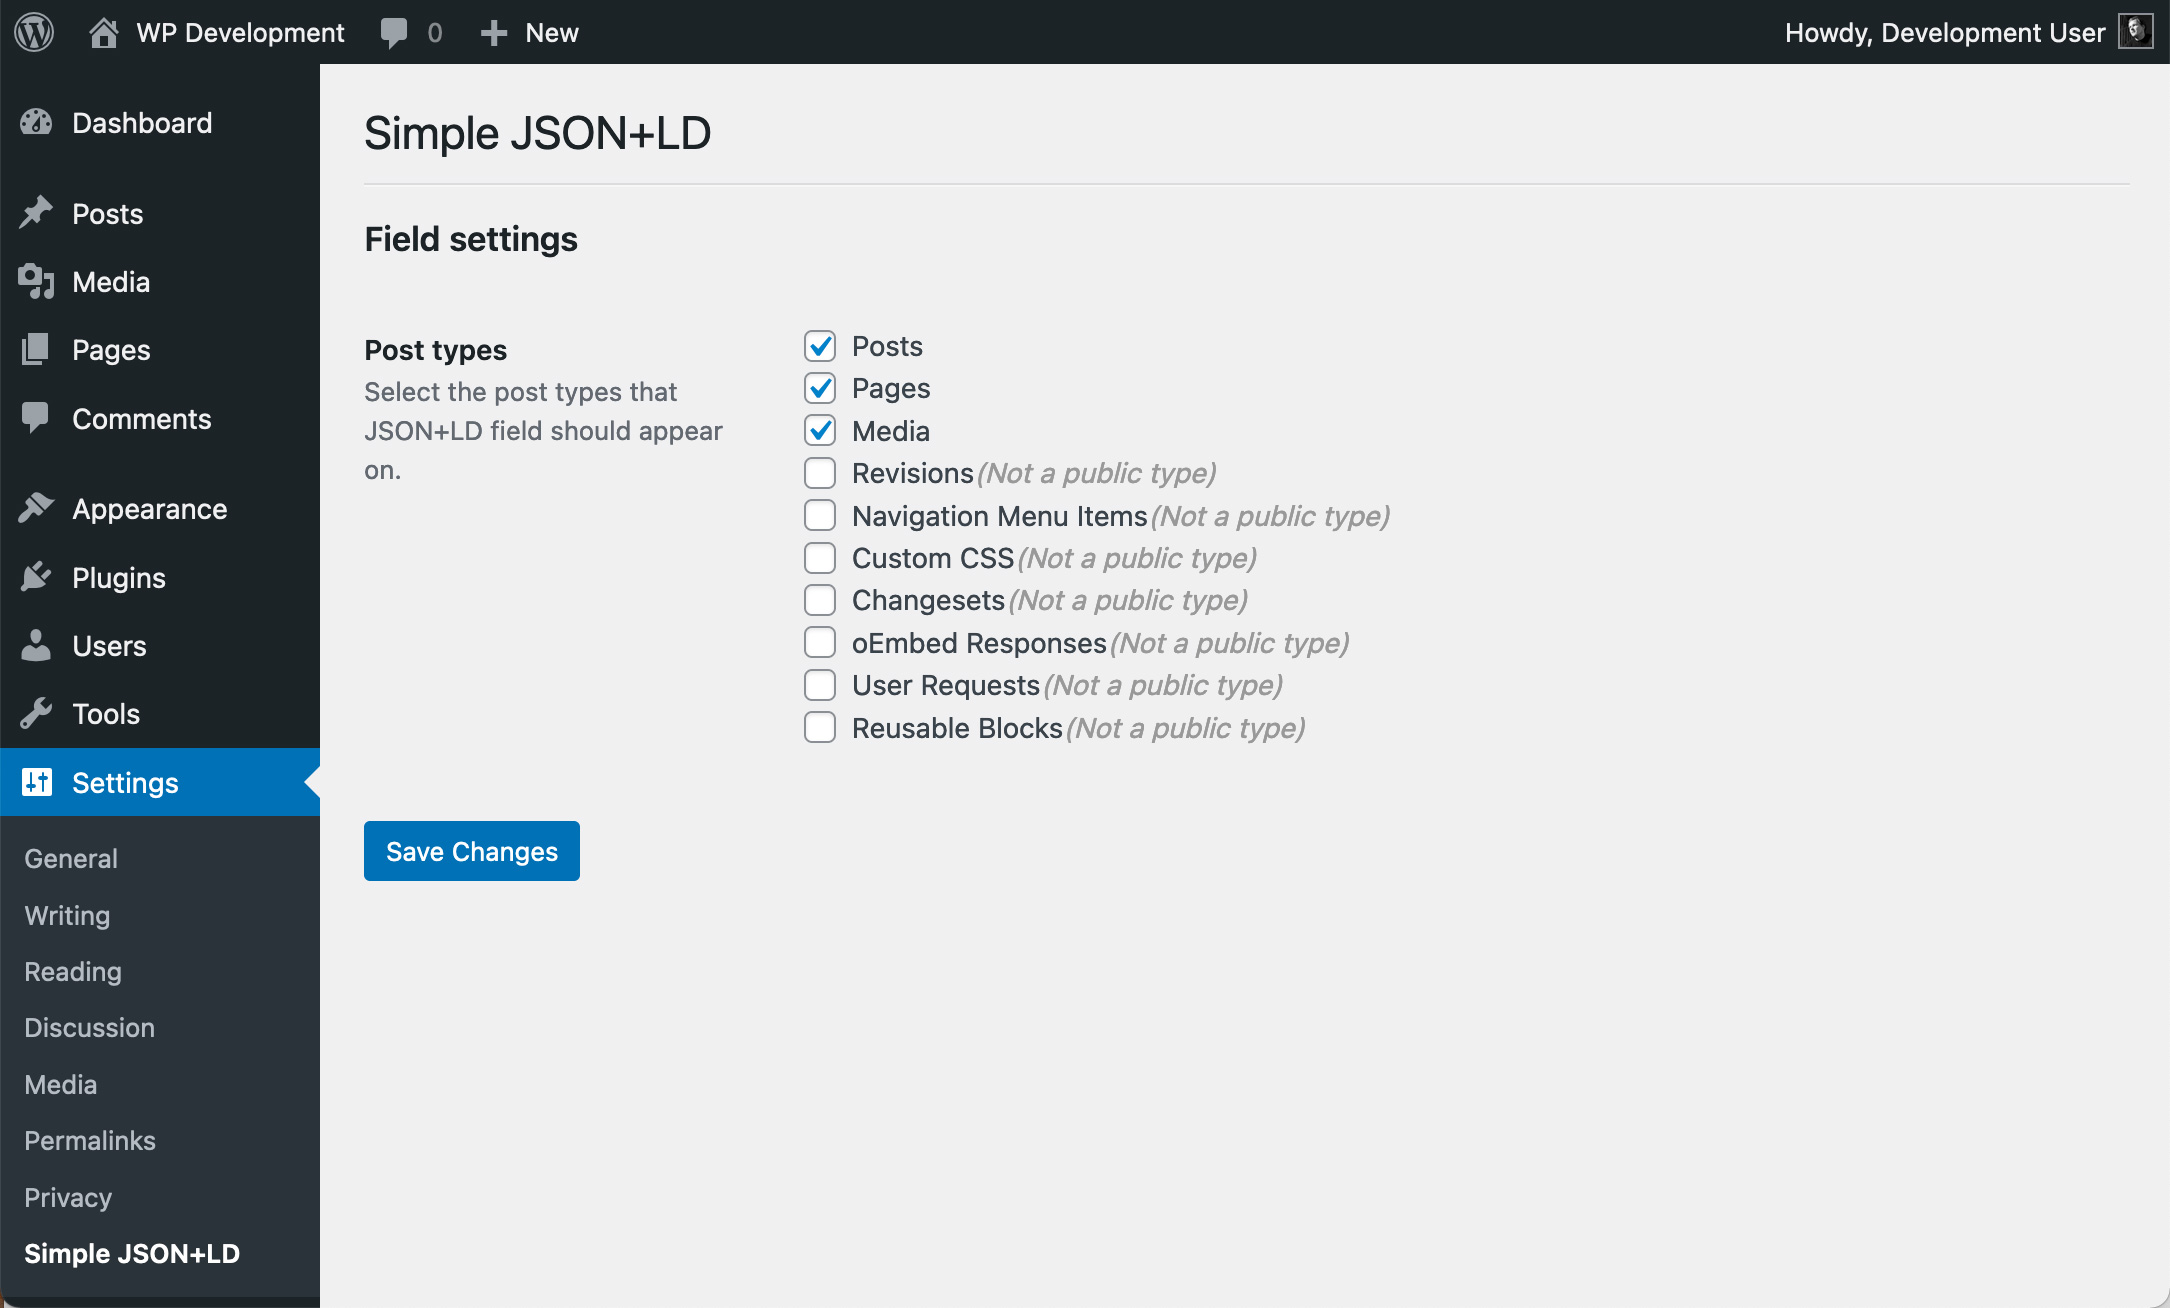 WP Development
0
New
Howdy, Development User
Dashboard
Posts
Media
Pages
Comments
Appearance
Plugins
Users
Tools
Settings
General
Writing
Reading
Discussion
Media
Permalinks
Privacy
Simple JSON+LD
Simple JSON+LD
Field settings
Post types
Select the post types that
JSON+LD field should appear
on.
Posts
Pages
Media
Revisions (Not a public type)
Navigation Menu Items (Not a public type)
Custom CSS (Not a public type)
Changesets (Not a public type)
oEmbed Responses (Not a public type)
User Requests (Not a public type)
Reusable Blocks (Not a public type)
Save Changes